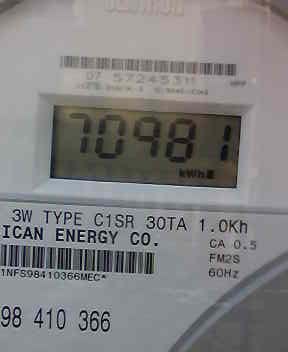 07 57245311
70981
kWh
3W TYPE C1SR 30TA 1.0Kh
ICAN ENERGY CO.
CA 0.5
FM2S
60Hz
1NFS98410366MEC*
98 410 366